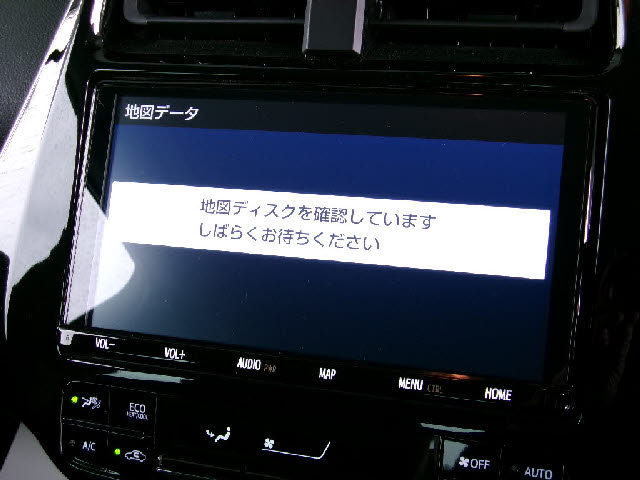 地図データ
地図ディスクを確認しています
しばらくお待ちください
VOL− VOL+ AUDIO PWR MAP MENU CTRL HOME
ECO
A/C
OFF AUTO